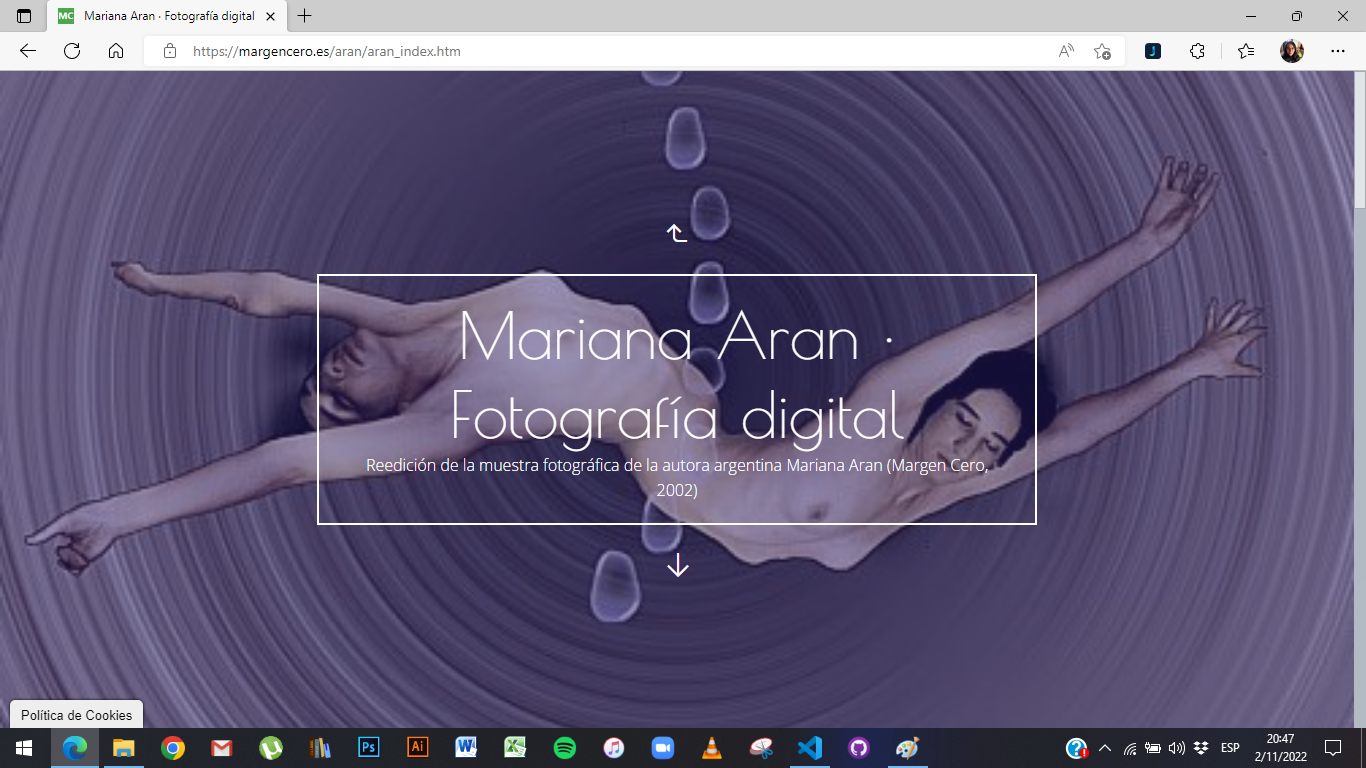 MC
Mariana Aran · Fotografía digital
https://margencero.es/aran/aran_index.htm
Mariana Aran ·
Fotografía digital
Reedición de la muestra fotográfica de la autora argentina Mariana Aran (Margen Cero,
2002)
Política de Cookies
Ps
Ai
ESP
20:47
2/11/2022